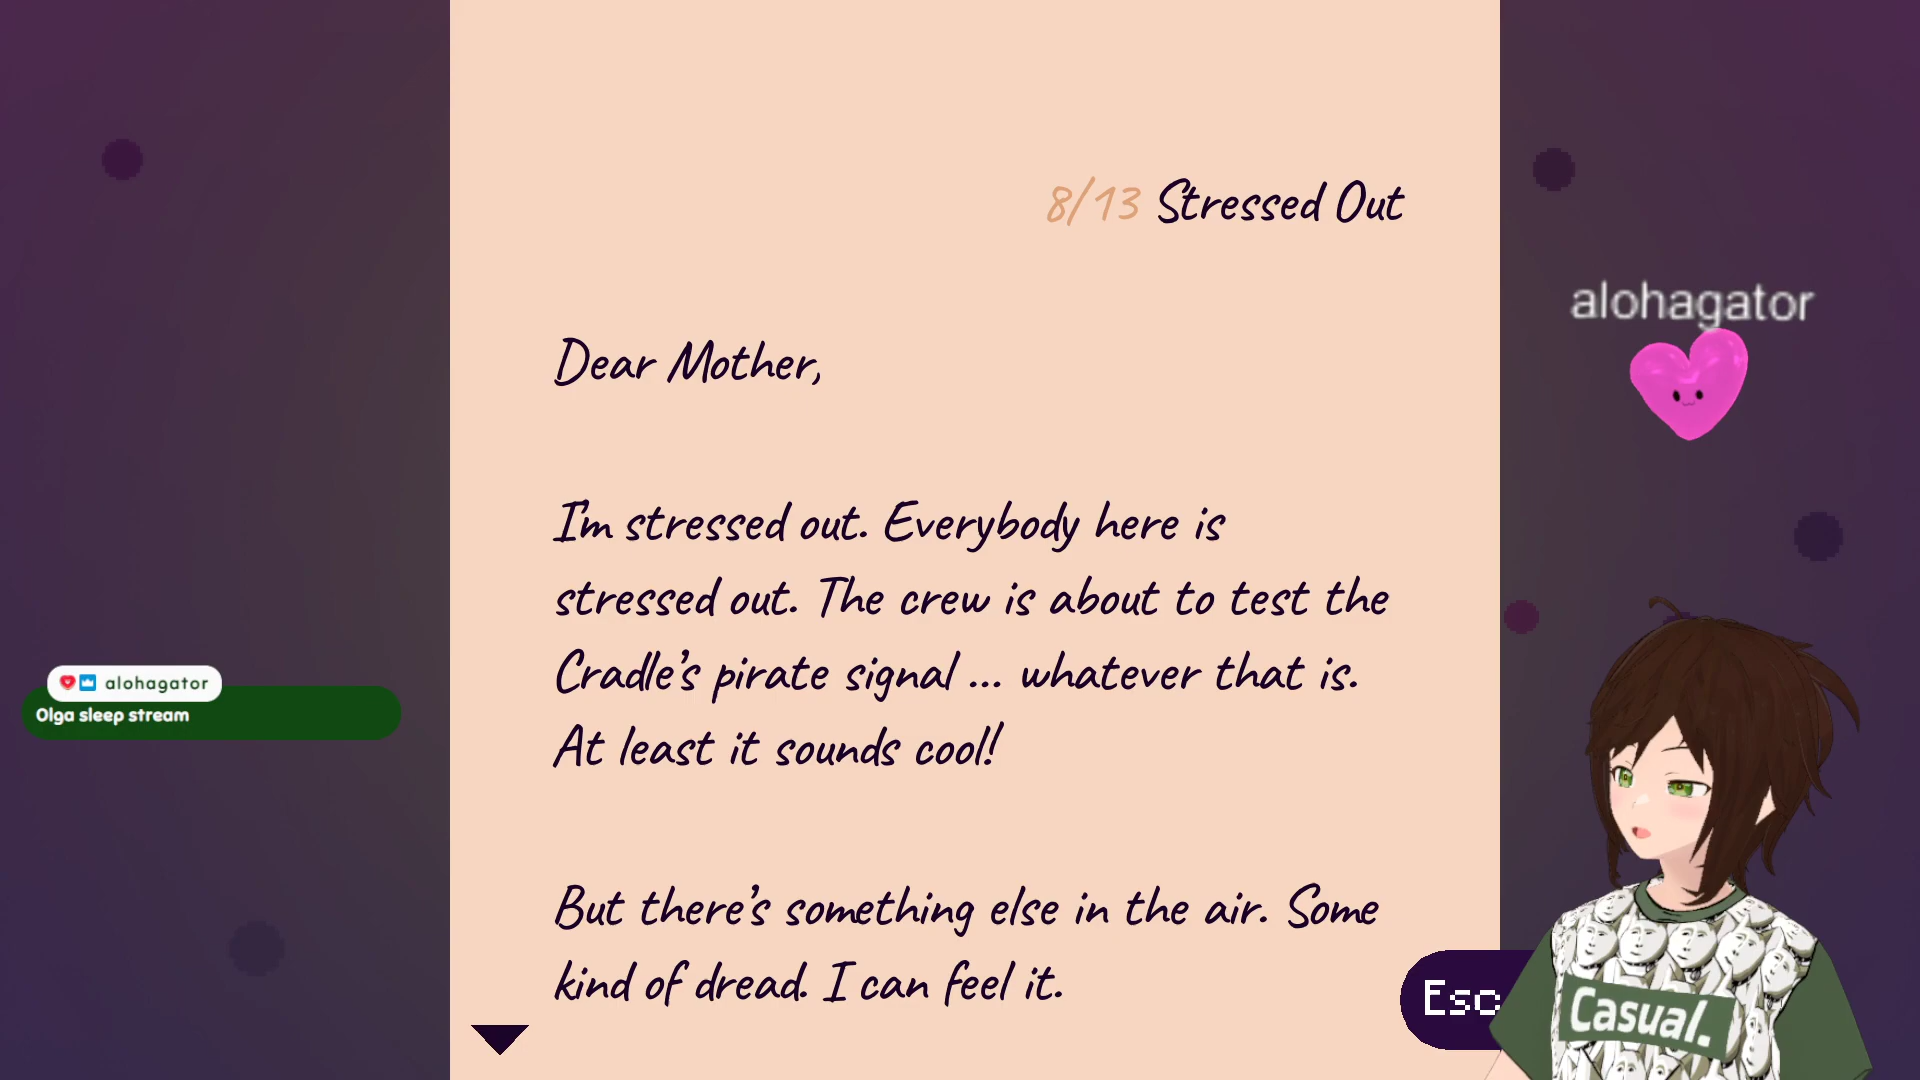 8/13 Stressed Out
Dear Mother,
I'm stressed out. Everybody here is
stressed out. The crew is about to test the
Cradle's pirate signal ... whatever that is.
At least it sounds cool!
But there's something else in the air. Some
kind of dread. I can feel it.
alohagator
Olga sleep stream
alohagator
Esc
Casual.